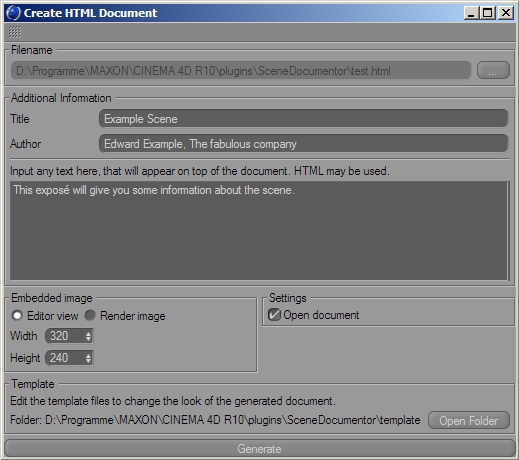 Create HTML Document
Filename
D:\Programme\MAXON\CINEMA 4D R10\plugins\SceneDocumentor\test.html
...
Additional Information
Title
Example Scene
Author
Edward Example, The fabulous company
Input any text here, that will appear on top of the document. HTML may be used.
This exposé will give you some information about the scene.
Embedded image
Editor view
Render image
Width
320
Height
240
Settings
Open document
Template
Edit the template files to change the look of the generated document.
Folder: D:\Programme\MAXON\CINEMA 4D R10\plugins\SceneDocumentor\template
Open Folder
Generate